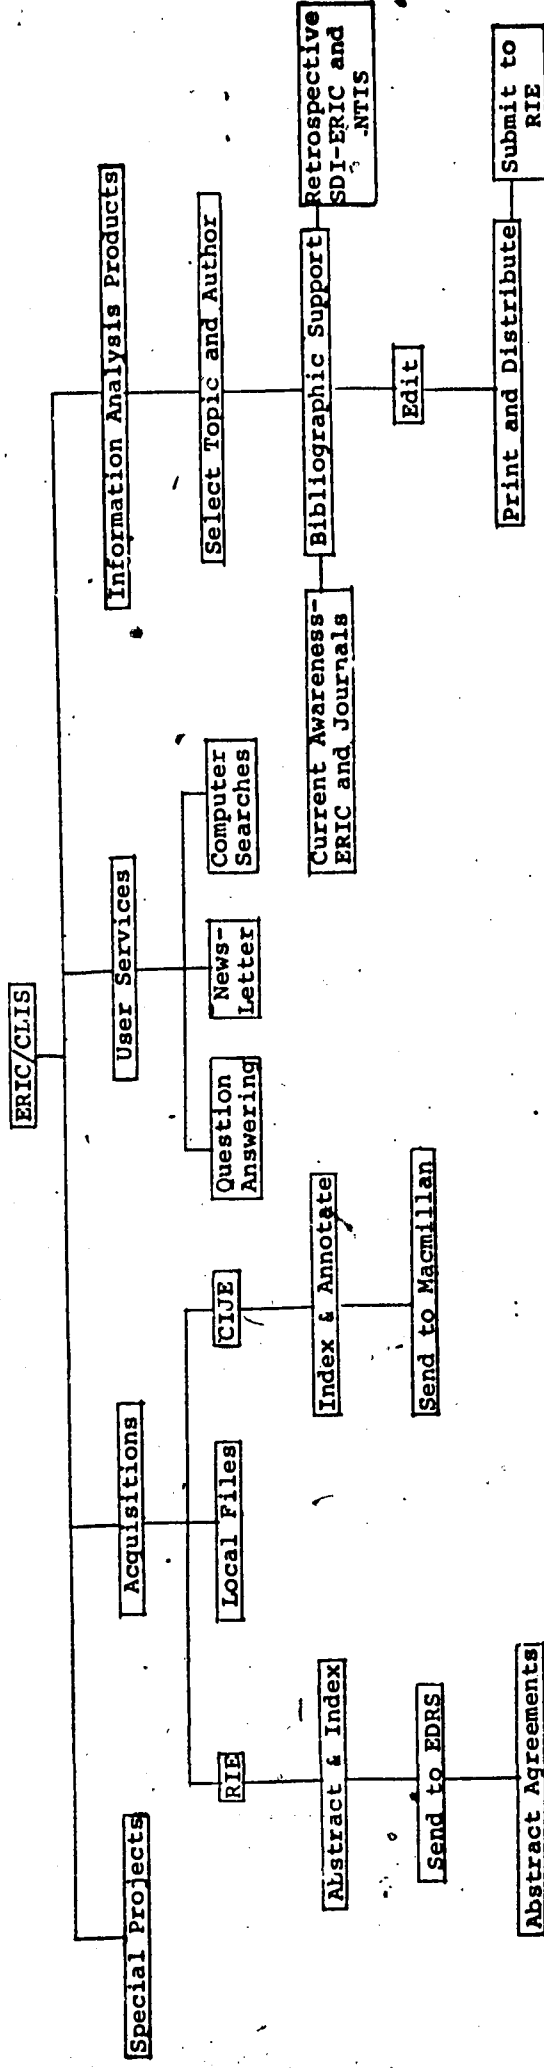 ERIC/CLIS
Special Projects
Acquisitions
User Services
Information Analysis Products
RIE
Local Files
CIJE
Question
Answering
News-
Letter
Computer
Searches
Select Topic and Author
Abstract & Index
Index & Annotate
Current Awareness-
ERIC and Journals
Bibliographic Support
Retrospective
SDI-ERIC and
NTIS
Send to EDRS
Send to Macmillan
Edit
Abstract Agreements
Print and Distribute
Submit to
RIE